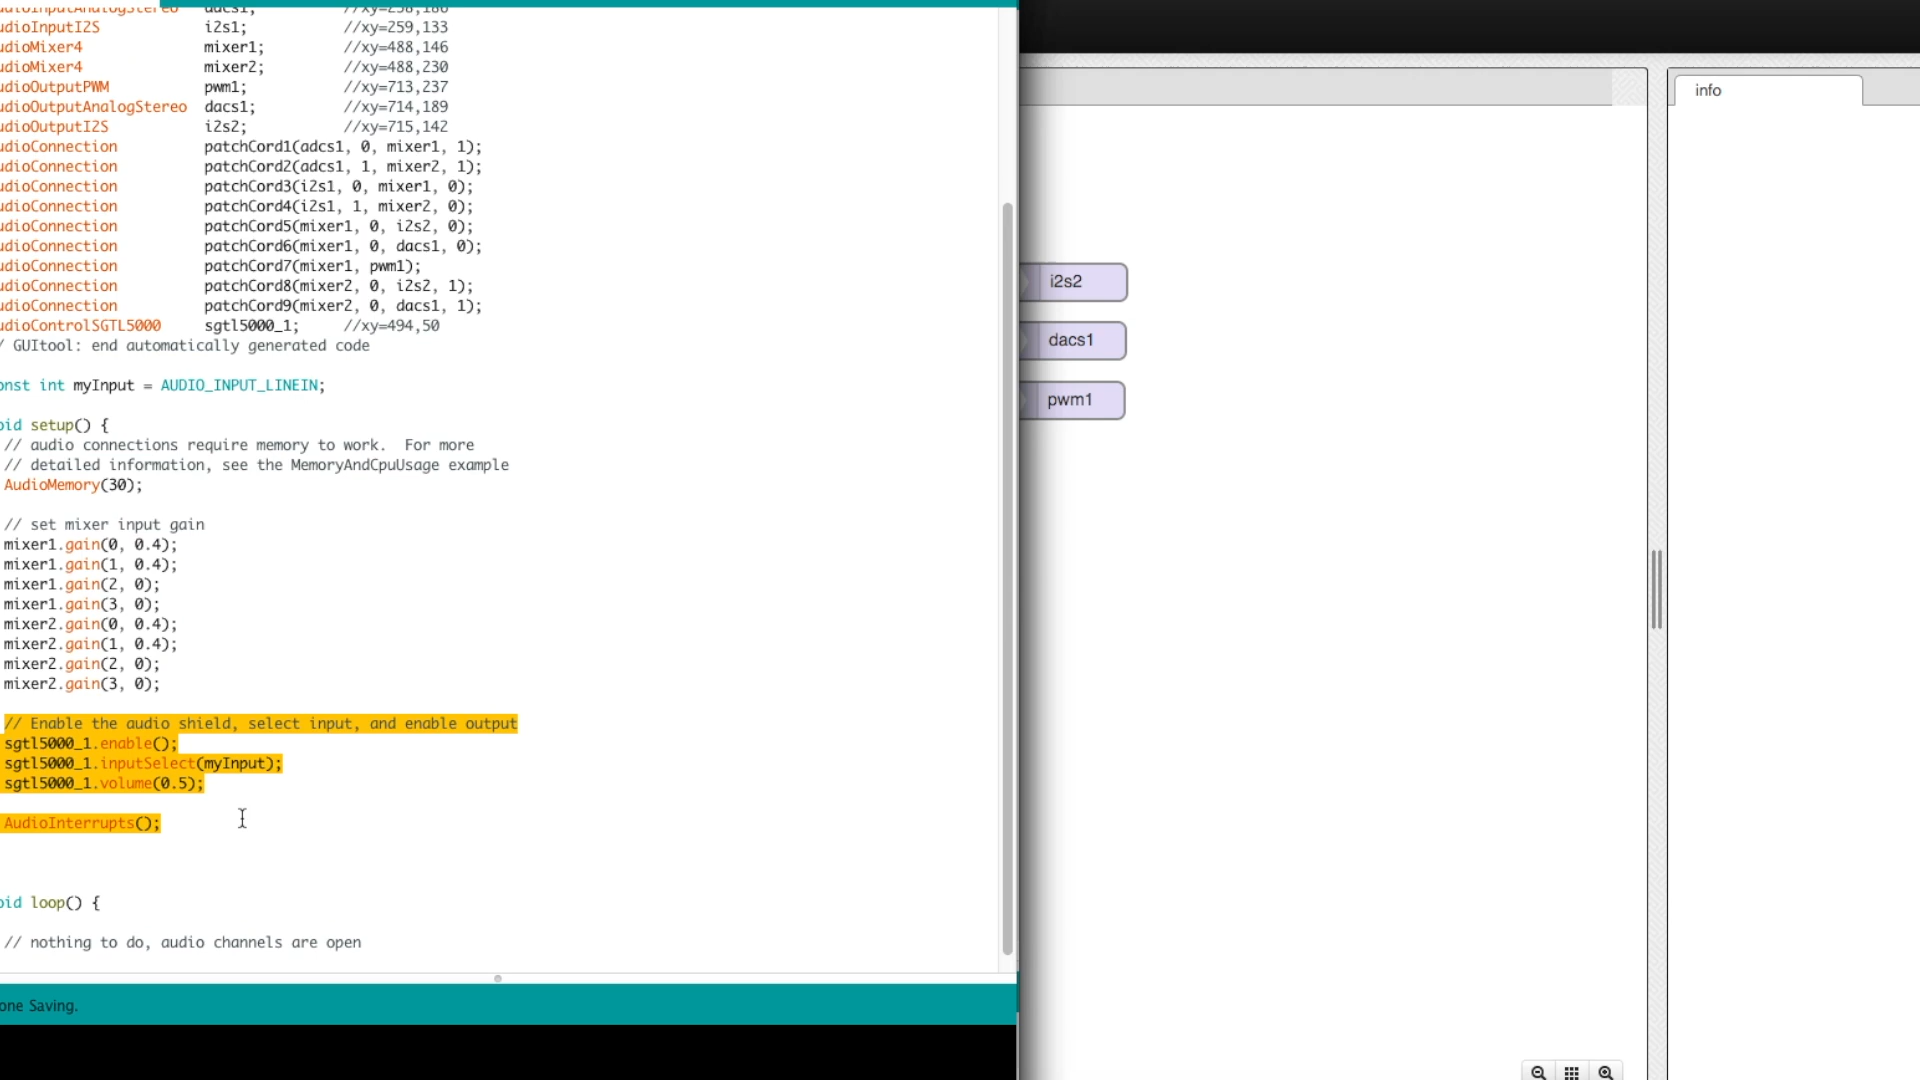 udioInputAnalogStereo adcs1; //xy=258,186
udioInputI2S i2s1; //xy=259,133
udioMixer4 mixer1; //xy=488,146
udioMixer4 mixer2; //xy=488,230
udioOutputPWM pwm1; //xy=713,237
udioOutputAnalogStereo dacs1; //xy=714,189
udioOutputI2S i2s2; //xy=715,142
udioConnection patchCord1(adcs1, 0, mixer1, 1);
udioConnection patchCord2(adcs1, 1, mixer2, 1);
udioConnection patchCord3(i2s1, 0, mixer1, 0);
udioConnection patchCord4(i2s1, 1, mixer2, 0);
udioConnection patchCord5(mixer1, 0, i2s2, 0);
udioConnection patchCord6(mixer1, 0, dacs1, 0);
udioConnection patchCord7(mixer1, pwm1);
udioConnection patchCord8(mixer2, 0, i2s2, 1);
udioConnection patchCord9(mixer2, 0, dacs1, 1);
udioControlSGTL5000 sgtl5000_1; //xy=494,50
/ GUItool: end automatically generated code
onst int myInput = AUDIO_INPUT_LINEIN;
oid setup() {
// audio connections require memory to work. For more
// detailed information, see the MemoryAndCpuUsage example
AudioMemory(30);
// set mixer input gain
mixer1.gain(0, 0.4);
mixer1.gain(1, 0.4);
mixer1.gain(2, 0);
mixer1.gain(3, 0);
mixer2.gain(0, 0.4);
mixer2.gain(1, 0.4);
mixer2.gain(2, 0);
mixer2.gain(3, 0);
// Enable the audio shield, select input, and enable output
sgtl5000_1.enable();
sgtl5000_1.inputSelect(myInput);
sgtl5000_1.volume(0.5);
AudioInterrupts();
oid loop() {
// nothing to do, audio channels are open
one Saving.
i2s2
dacs1
pwm1
info